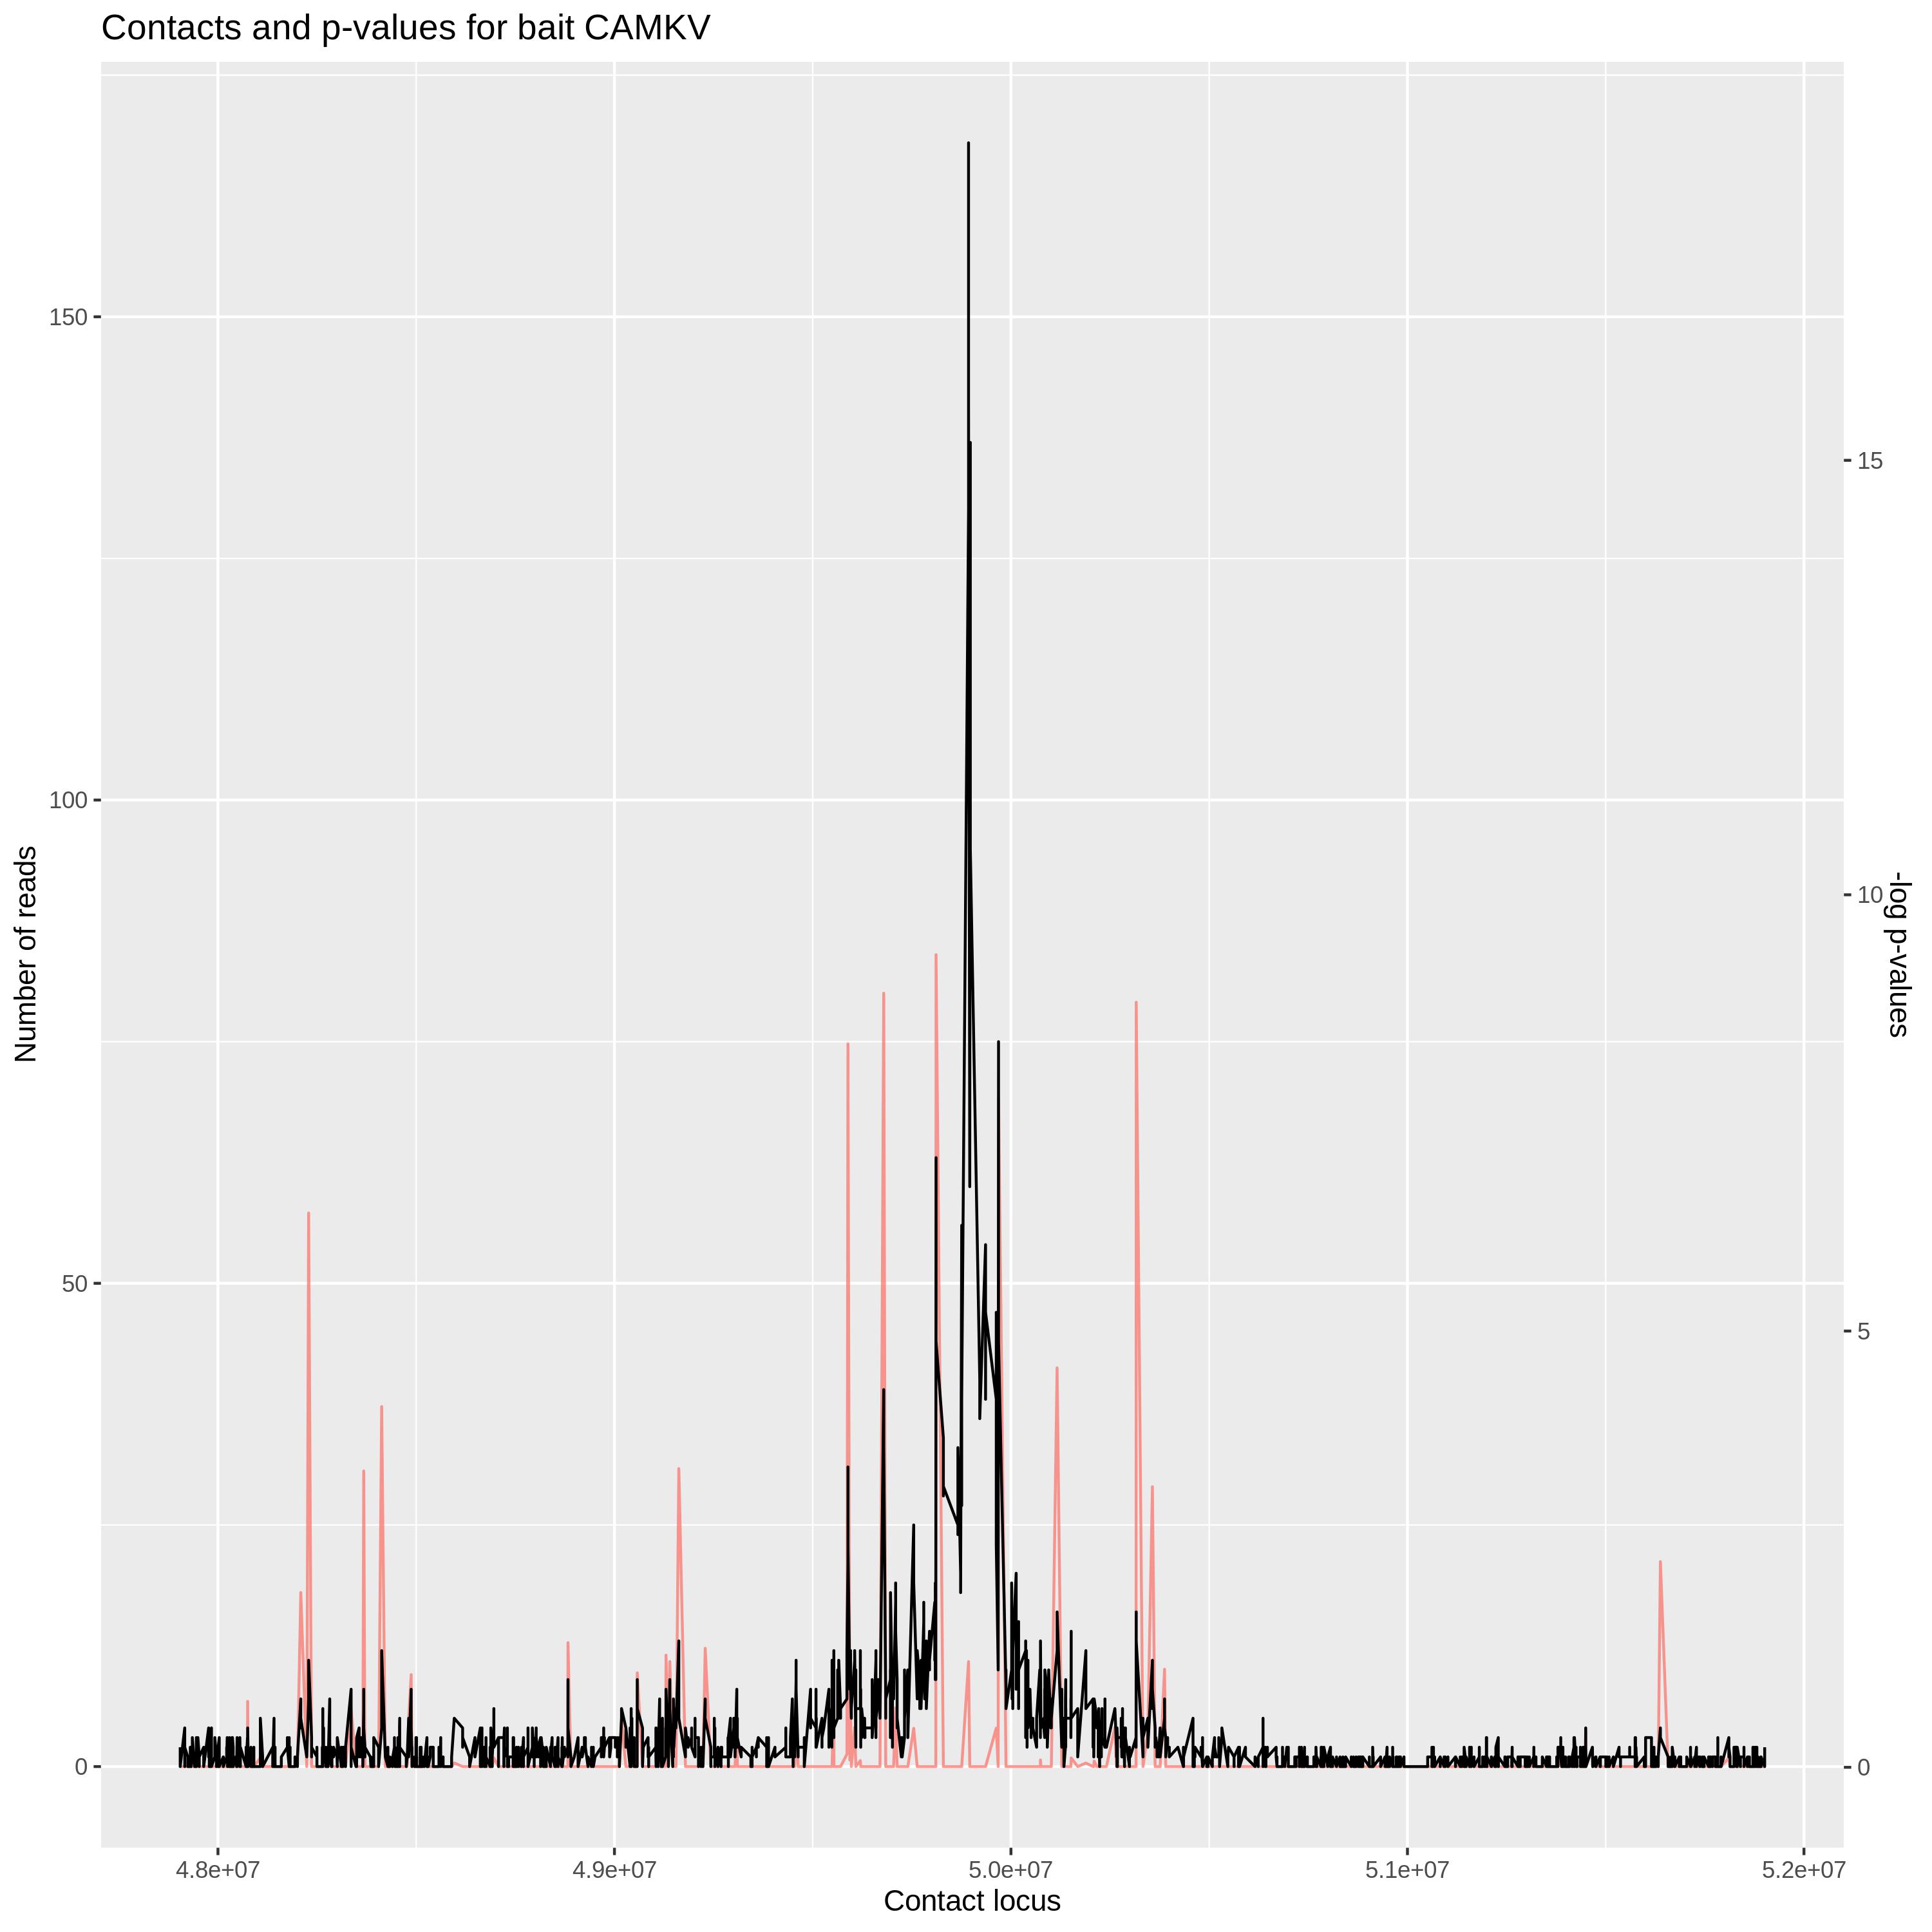 Contacts and p-values for bait CAMKV
150
100
50
0
Number of reads
15
10
5
0
-log p-values
4.8e+07
4.9e+07
5.0e+07
5.1e+07
5.2e+07
Contact locus